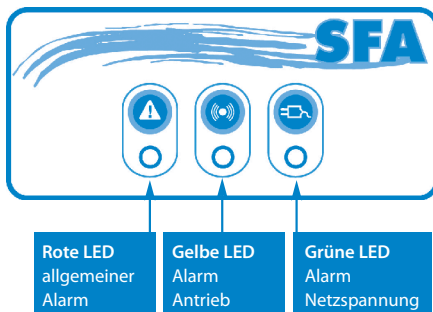 SFA
Rote LED
allgemeiner
Alarm
Gelbe LED
Alarm
Antrieb
Grüne LED
Alarm
Netzspannung